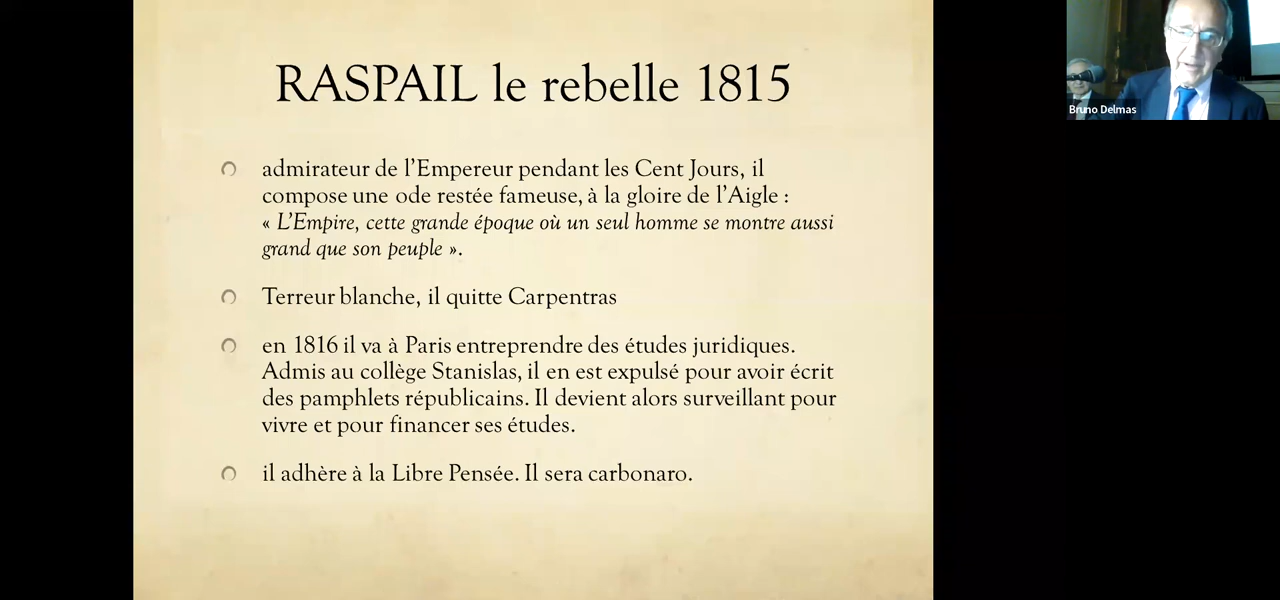 RASPAIL le rebelle 1815
admirateur de l’Empereur pendant les Cent Jours, il
compose une ode restée fameuse, à la gloire de l’Aigle :
« L’Empire, cette grande époque où un seul homme se montre aussi
grand que son peuple ».
Terreur blanche, il quitte Carpentras
en 1816 il va à Paris entreprendre des études juridiques.
Admis au collège Stanislas, il en est expulsé pour avoir écrit
des pamphlets républicains. Il devient alors surveillant pour
vivre et pour financer ses études.
il adhère à la Libre Pensée. Il sera carbonaro.
Bruno Delmas